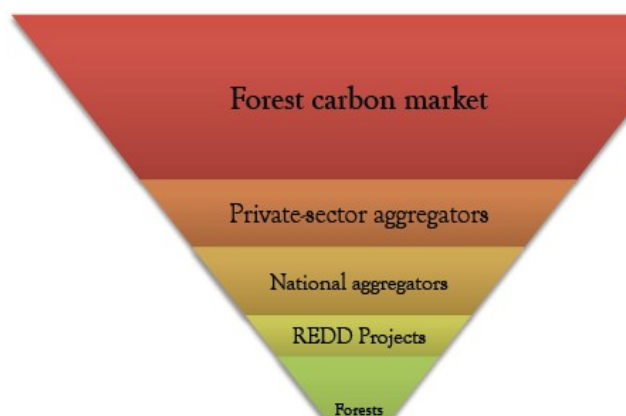 Forest carbon market
Private-sector aggregators
National aggregators
REDD Projects
Forests